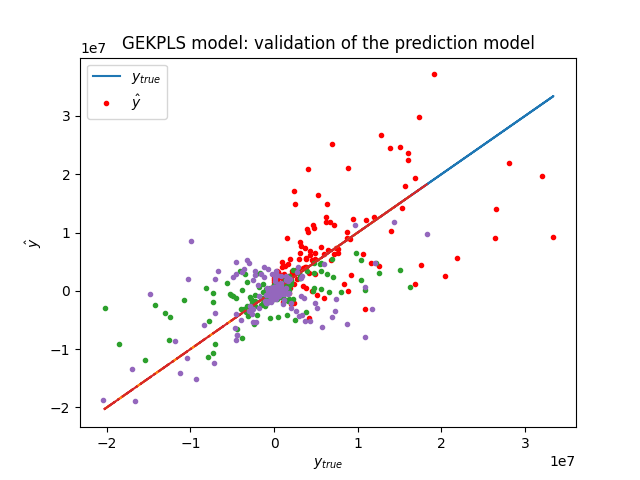 GEKPLS model: validation of the prediction model
1e7
y_true
ŷ
3
2
1
0
−1
−2
ŷ
−2 −1 0 1 2 3
y_true
1e7